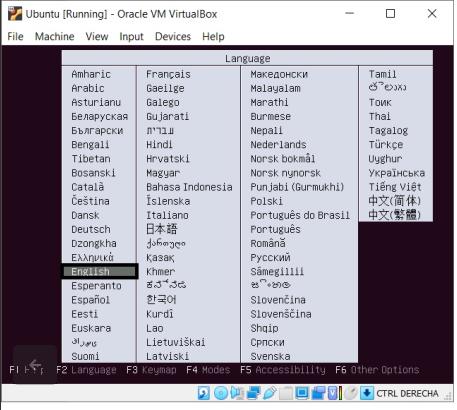 Ubuntu [Running] - Oracle VM VirtualBox
File Machine View Input Devices Help
Language
Amharic
Arabic
Asturianu
Беларуская
Български
Bengali
Tibetan
Bosanski
Català
Čeština
Dansk
Deutsch
Dzongkha
Ελληνικά
English
Esperanto
Español
Eesti
Euskara
فارسی
Suomi
Français
Gaeilge
Galego
Gujarati
עברית
Hindi
Hrvatski
Magyar
Bahasa Indonesia
Íslenska
Italiano
日本語
ქართული
Қазақ
Khmer
ಕನ್ನಡ
한국어
Kurdî
Lao
Lietuviškai
Latviski
Македонски
Malayalam
Marathi
Burmese
Nepali
Nederlands
Norsk bokmål
Norsk nynorsk
Punjabi (Gurmukhi)
Polski
Português do Brasil
Português
Română
Русский
Sámegillii
සිංහල
Slovenčina
Slovenščina
Shqip
Српски
Svenska
Tamil
తెలుగు
Тоҷик
Thai
Tagalog
Türkçe
Uyghur
Українська
Tiếng Việt
中文(简体)
中文(繁體)
F1 Help F2 Language F3 Keymap F4 Modes F5 Accessibility F6 Other Options
CTRL DERECHA